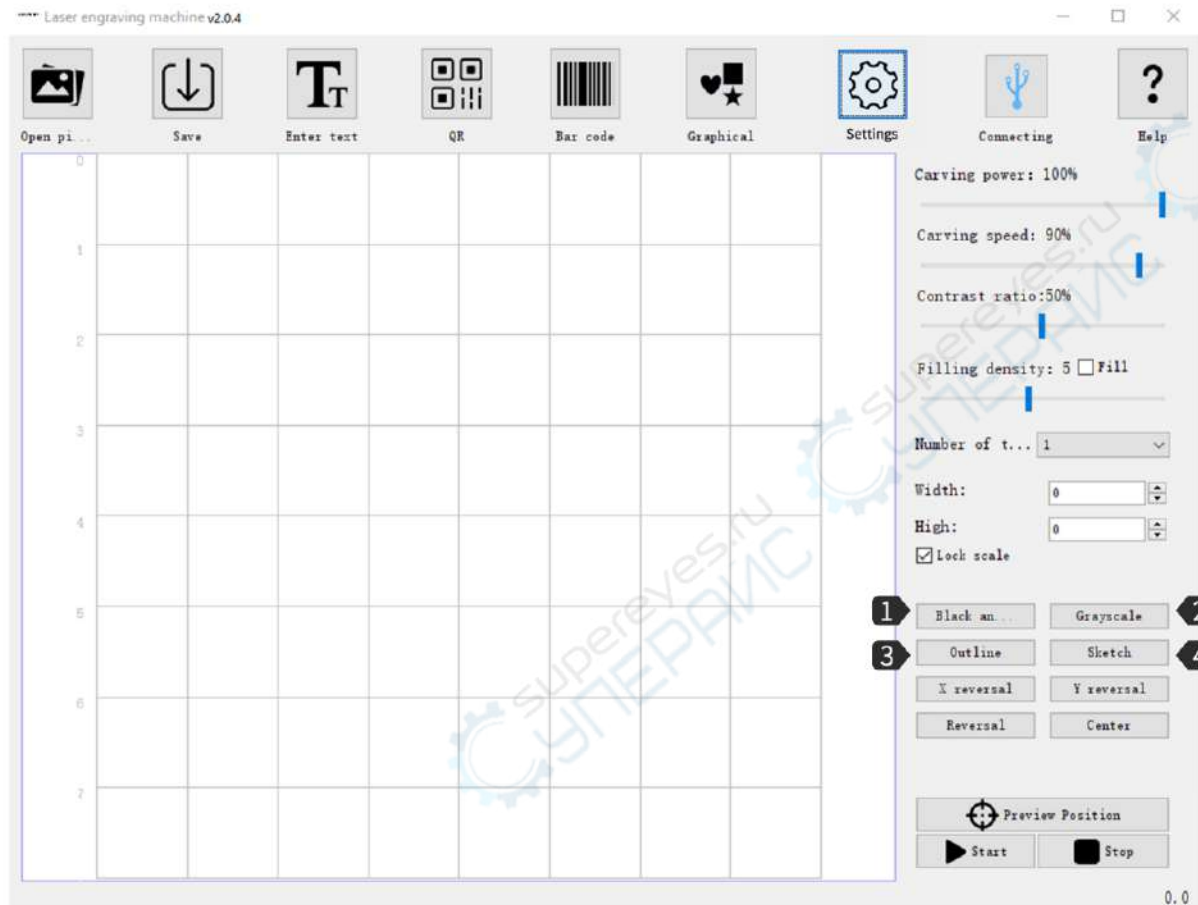 Laser engraving machine v2.0.4
Open pi...
Save
Enter text
QR
Bar code
Graphical
Settings
Connecting
Help
0
1
2
3
4
5
6
7
Carving power: 100%
Carving speed: 90%
Contrast ratio:50%
Filling density: 5 Fill
Number of t... 1
Width: 0
High: 0
Lock scale
1 Black an... Grayscale 2
3 Outline Sketch 4
X reversal Y reversal
Reversal Center
Preview Position
Start Stop
0.0
supereyes.ru
СУПЕРАЙС
supereyes.ru
СУПЕРАЙС